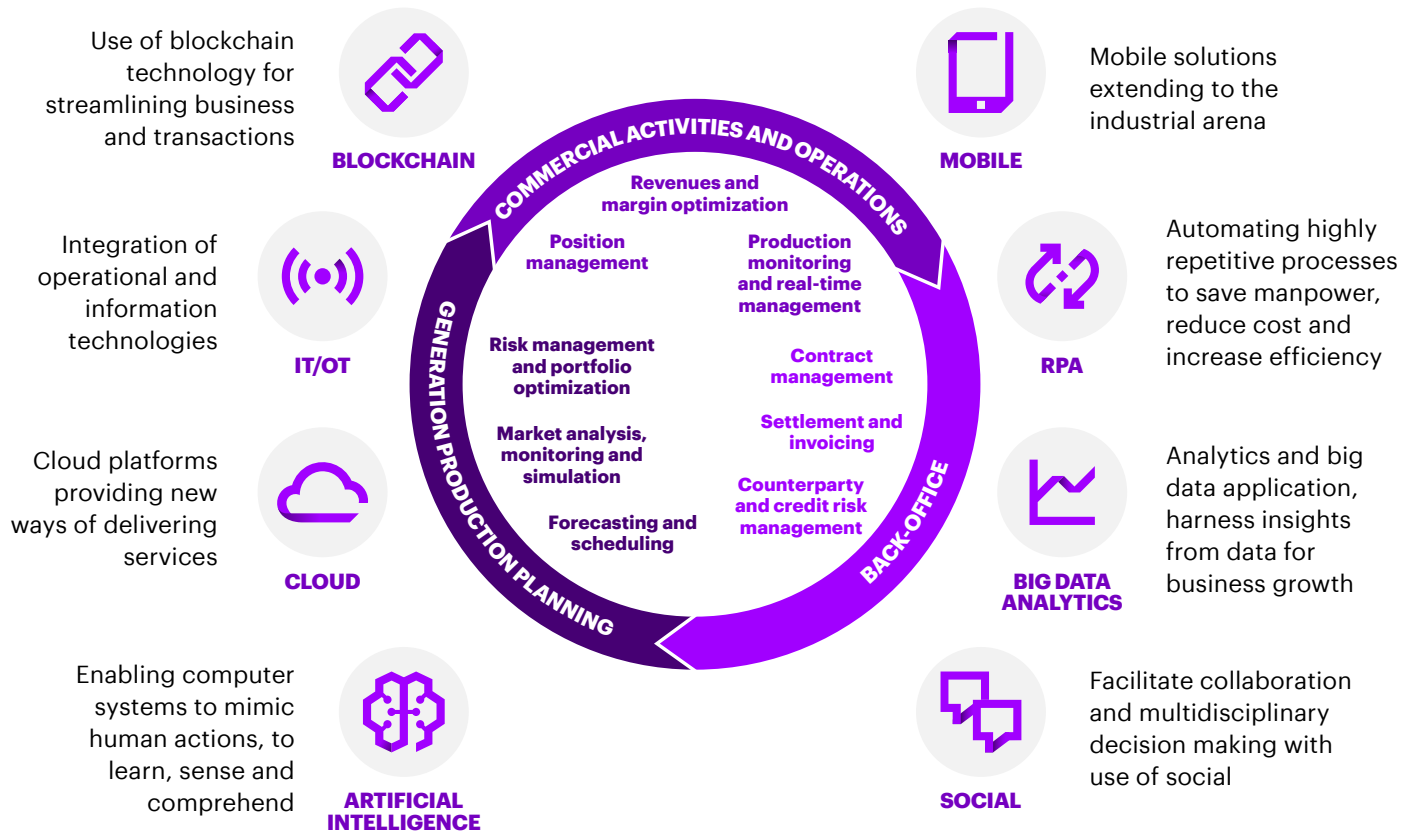 Use of blockchain
technology for
streamlining business
and transactions
BLOCKCHAIN
Integration of
operational and
information
technologies
IT/OT
Cloud platforms
providing new
ways of delivering
services
CLOUD
Enabling computer
systems to mimic
human actions, to
learn, sense and
comprehend
ARTIFICIAL
INTELLIGENCE
COMMERCIAL ACTIVITIES AND OPERATIONS
Revenues and
margin optimization
Position
management
Production
monitoring
and real-time
management
GENERATION PRODUCTION PLANNING
Risk management
and portfolio
optimization
Market analysis,
monitoring and
simulation
Forecasting and
scheduling
BACK-OFFICE
Contract
management
Settlement and
invoicing
Counterparty
and credit risk
management
MOBILE
Mobile solutions
extending to the
industrial arena
RPA
Automating highly
repetitive processes
to save manpower,
reduce cost and
increase efficiency
BIG DATA
ANALYTICS
Analytics and big
data application,
harness insights
from data for
business growth
SOCIAL
Facilitate collaboration
and multidisciplinary
decision making with
use of social